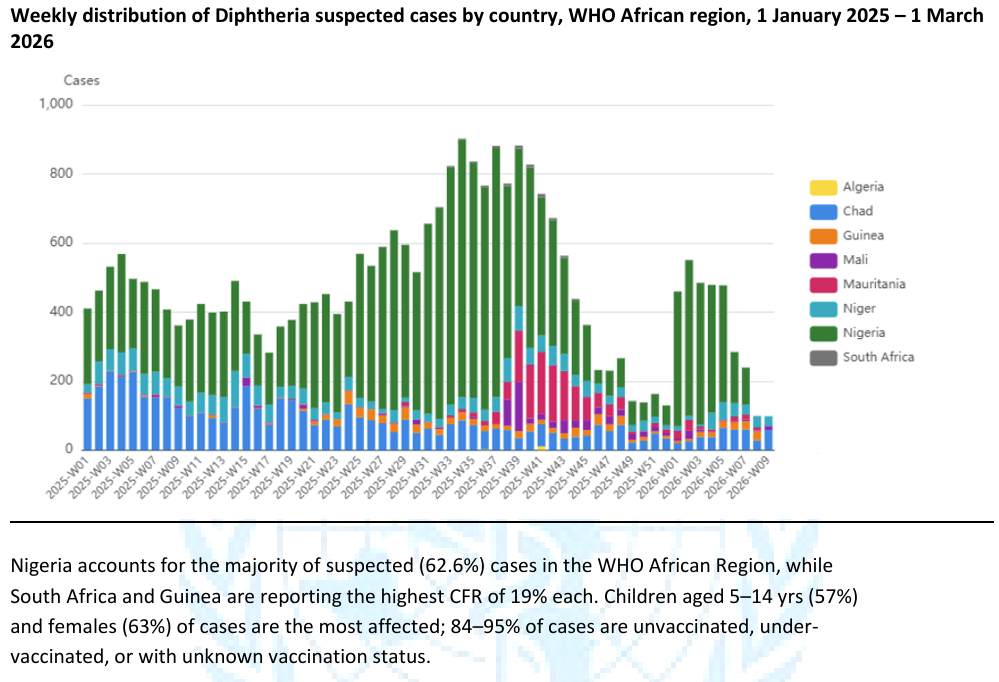 Weekly distribution of Diphtheria suspected cases by country, WHO African region, 1 January 2025 – 1 March
2026
Cases
1,000
800
600
400
200
0
2025-W01
2025-W03
2025-W05
2025-W07
2025-W09
2025-W11
2025-W13
2025-W15
2025-W17
2025-W19
2025-W21
2025-W23
2025-W25
2025-W27
2025-W29
2025-W31
2025-W33
2025-W35
2025-W37
2025-W39
2025-W41
2025-W43
2025-W45
2025-W47
2025-W49
2025-W51
2026-W01
2026-W03
2026-W05
2026-W07
2026-W09
Algeria
Chad
Guinea
Mali
Mauritania
Niger
Nigeria
South Africa
Nigeria accounts for the majority of suspected (62.6%) cases in the WHO African Region, while
South Africa and Guinea are reporting the highest CFR of 19% each. Children aged 5–14 yrs (57%)
and females (63%) of cases are the most affected; 84–95% of cases are unvaccinated, under-
vaccinated, or with unknown vaccination status.